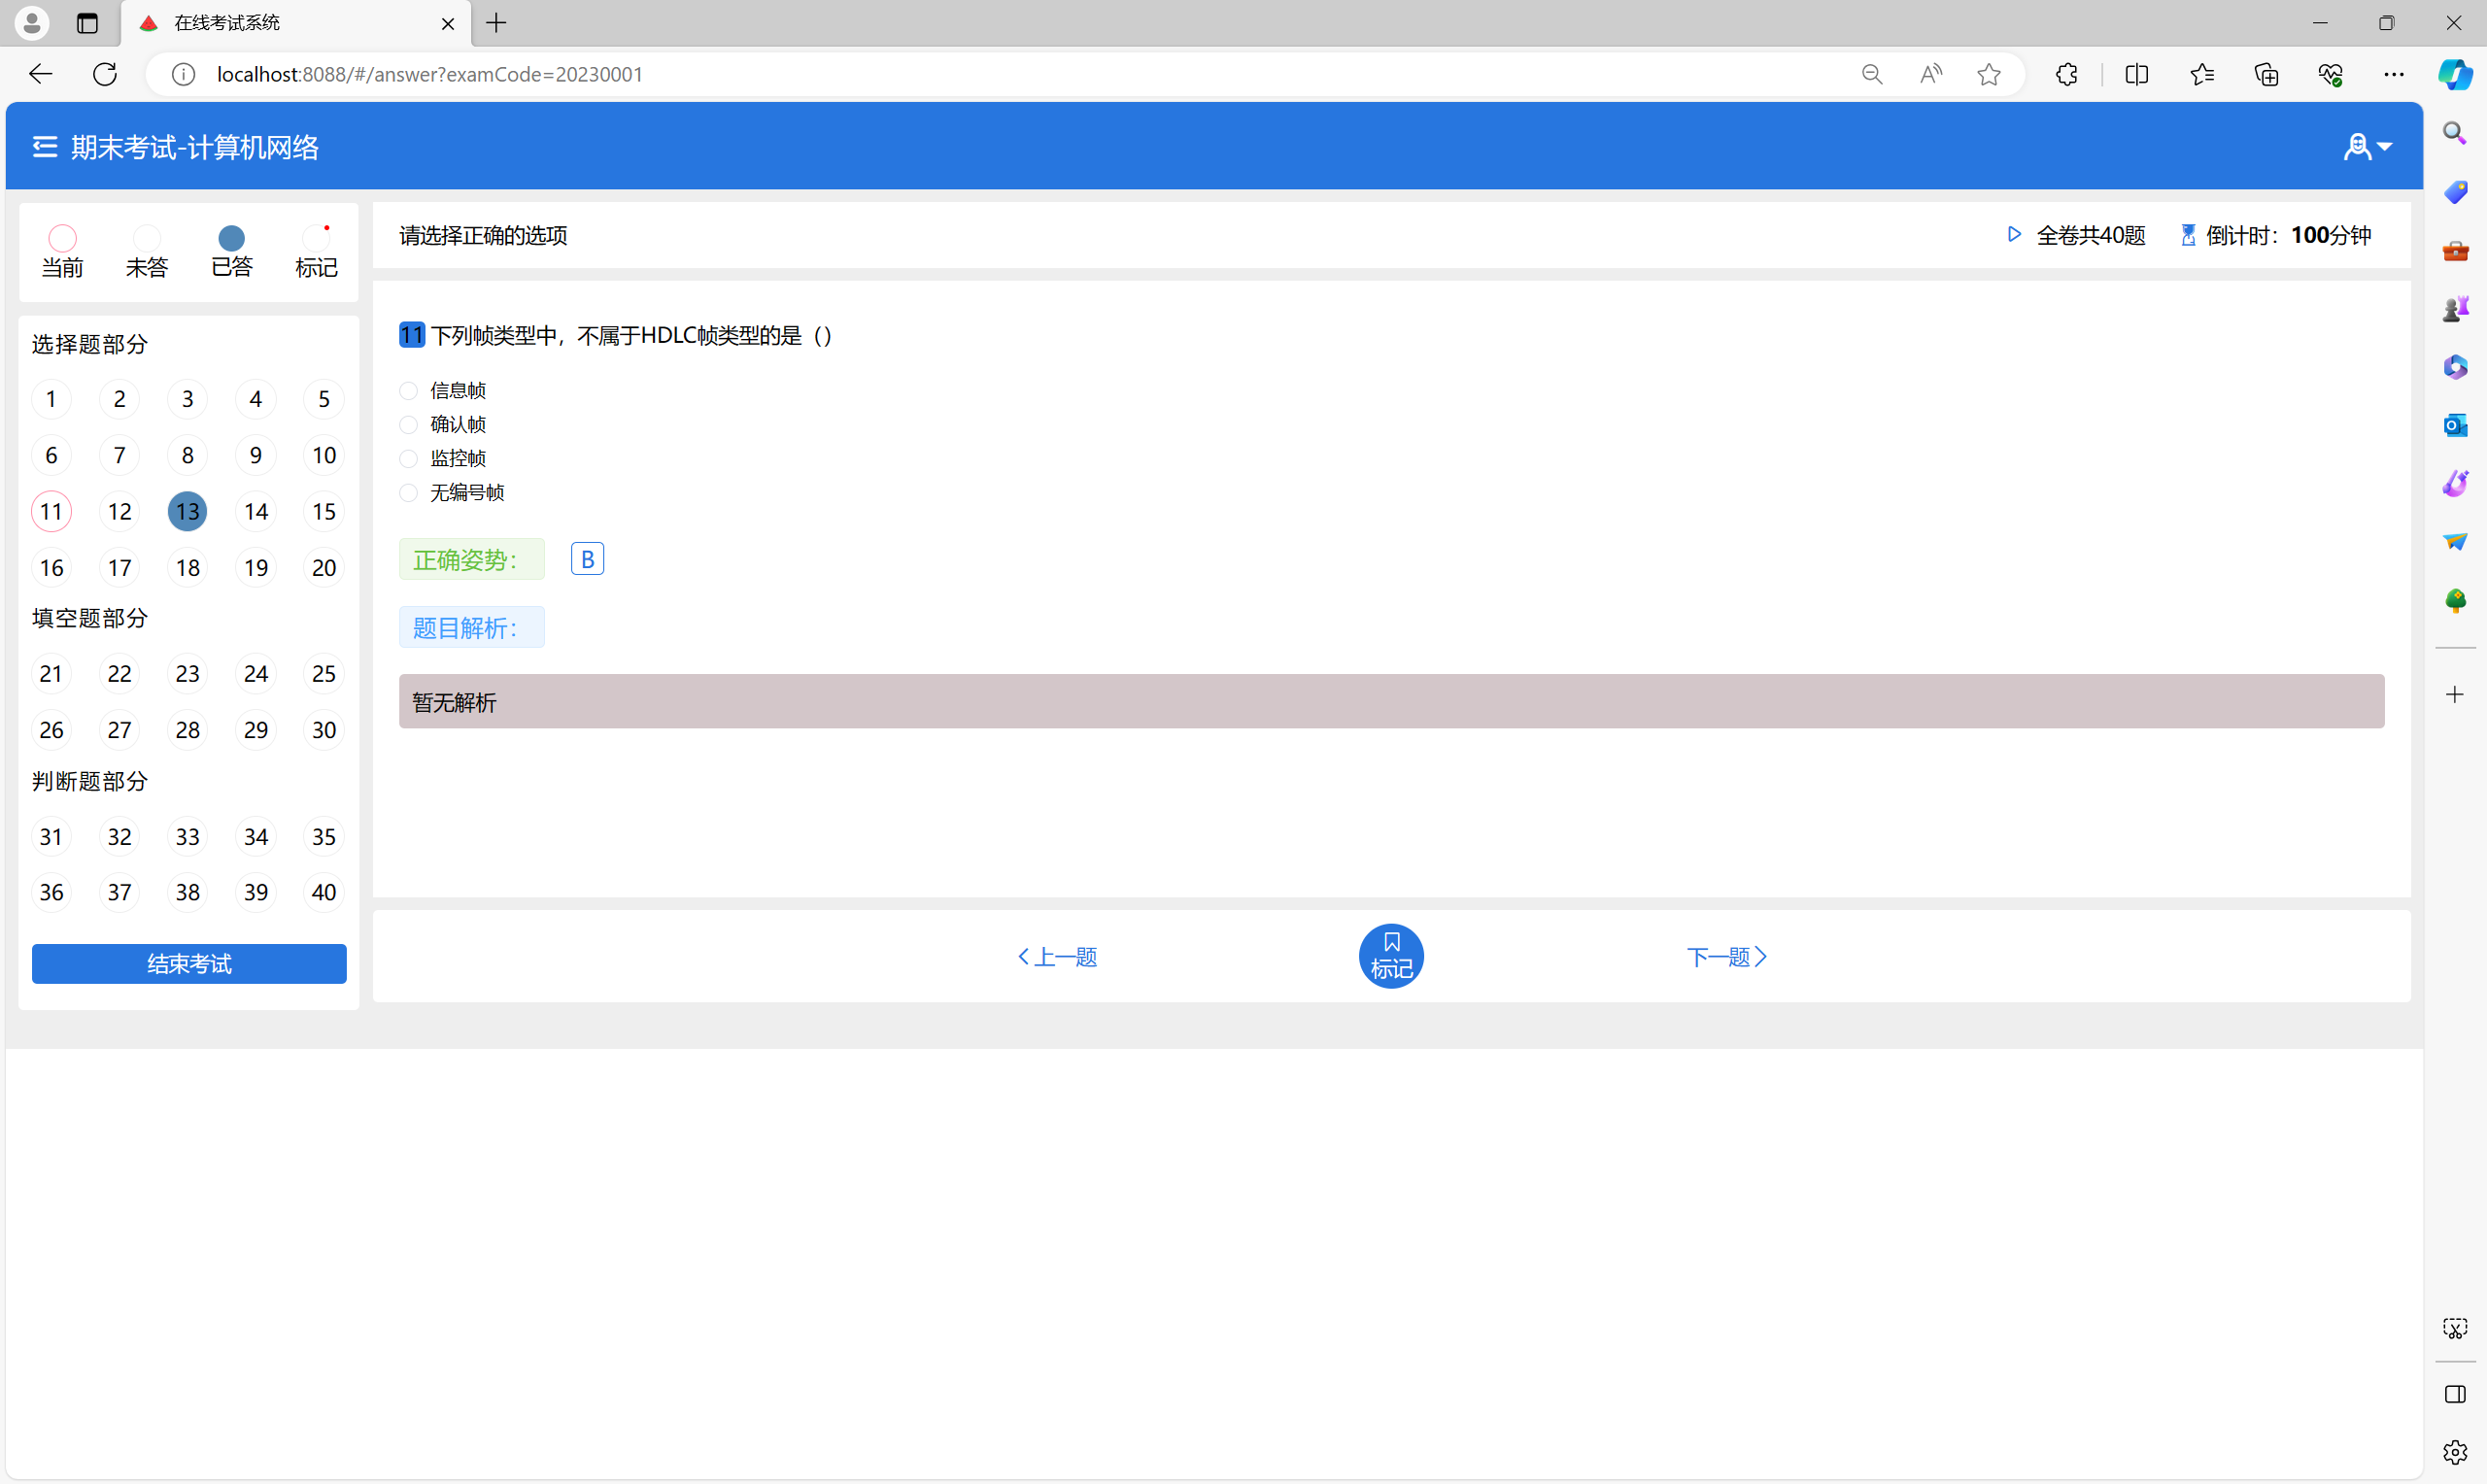 在线考试系统
localhost:8088/#/answer?examCode=20230001
期末考试-计算机网络
当前 未答 已答 标记
请选择正确的选项
全卷共40题 倒计时：100分钟
选择题部分
1 2 3 4 5
6 7 8 9 10
11 12 13 14 15
16 17 18 19 20
填空题部分
21 22 23 24 25
26 27 28 29 30
判断题部分
31 32 33 34 35
36 37 38 39 40
结束考试
11 下列帧类型中，不属于HDLC帧类型的是（）
信息帧
确认帧
监控帧
无编号帧
正确姿势： B
题目解析：
暂无解析
上一题 标记 下一题